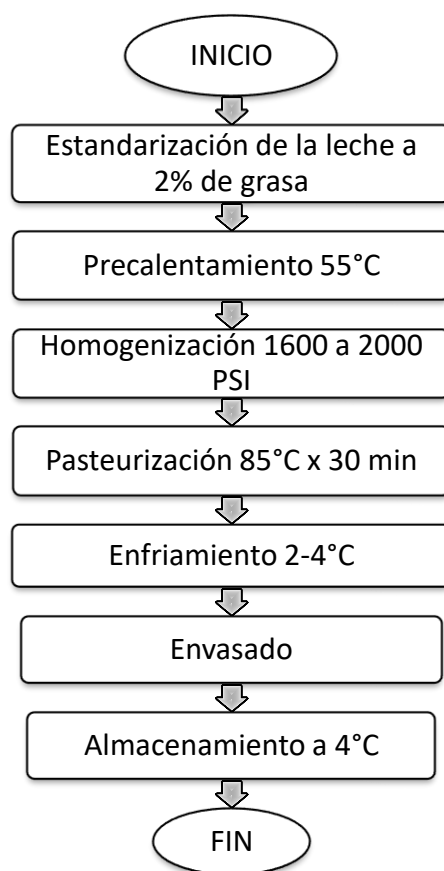 INICIO
Estandarización de la leche a
2% de grasa
Precalentamiento 55°C
Homogenización 1600 a 2000
PSI
Pasteurización 85°C x 30 min
Enfriamiento 2-4°C
Envasado
Almacenamiento a 4°C
FIN